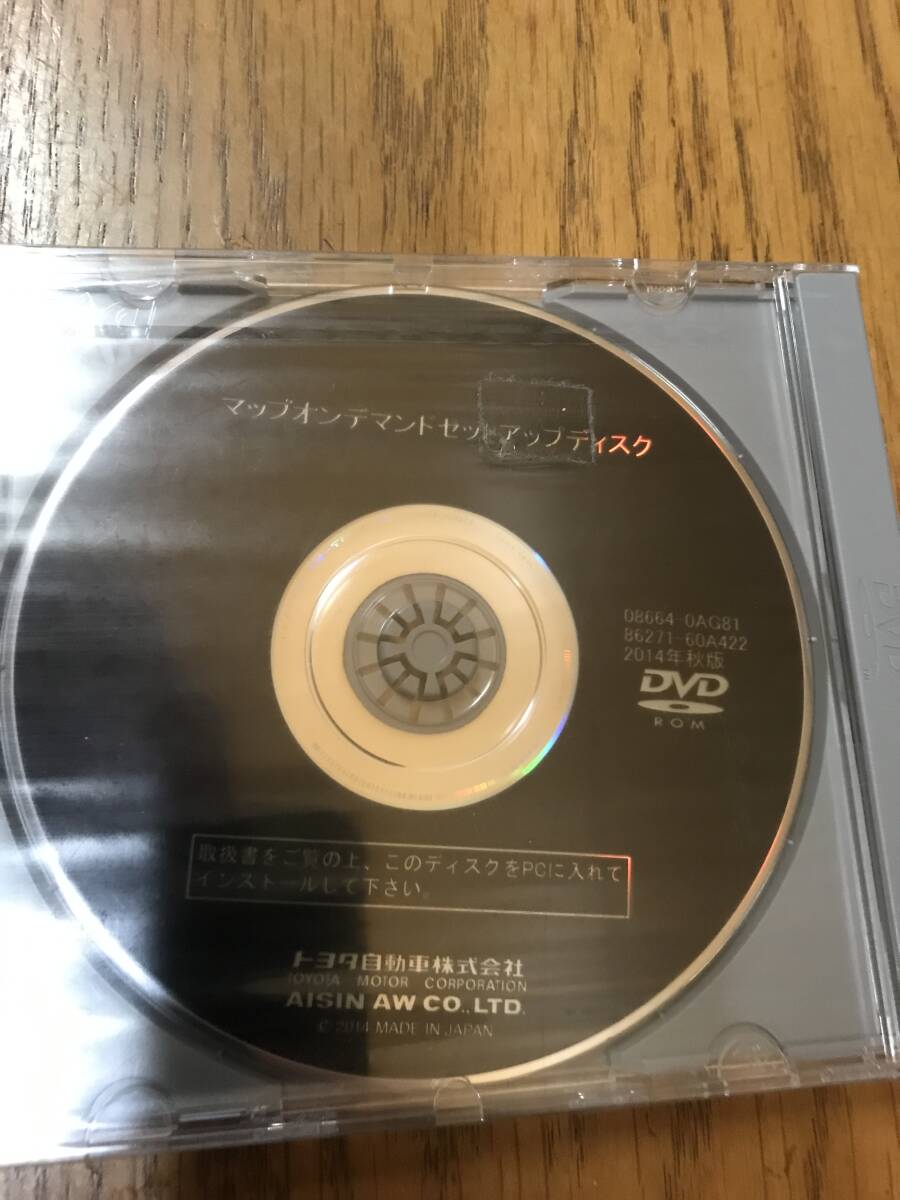 マップオンデマンドセットアップディスク
08664-0AG81
86271-60A422
2014年秋版
DVD
ROM
取扱書をご覧の上、このディスクをPCに入れて
インストールして下さい。
トヨタ自動車株式会社
TOYOTA MOTOR CORPORATION
AISIN AW CO., LTD.
© 2014 MADE IN JAPAN
DVD